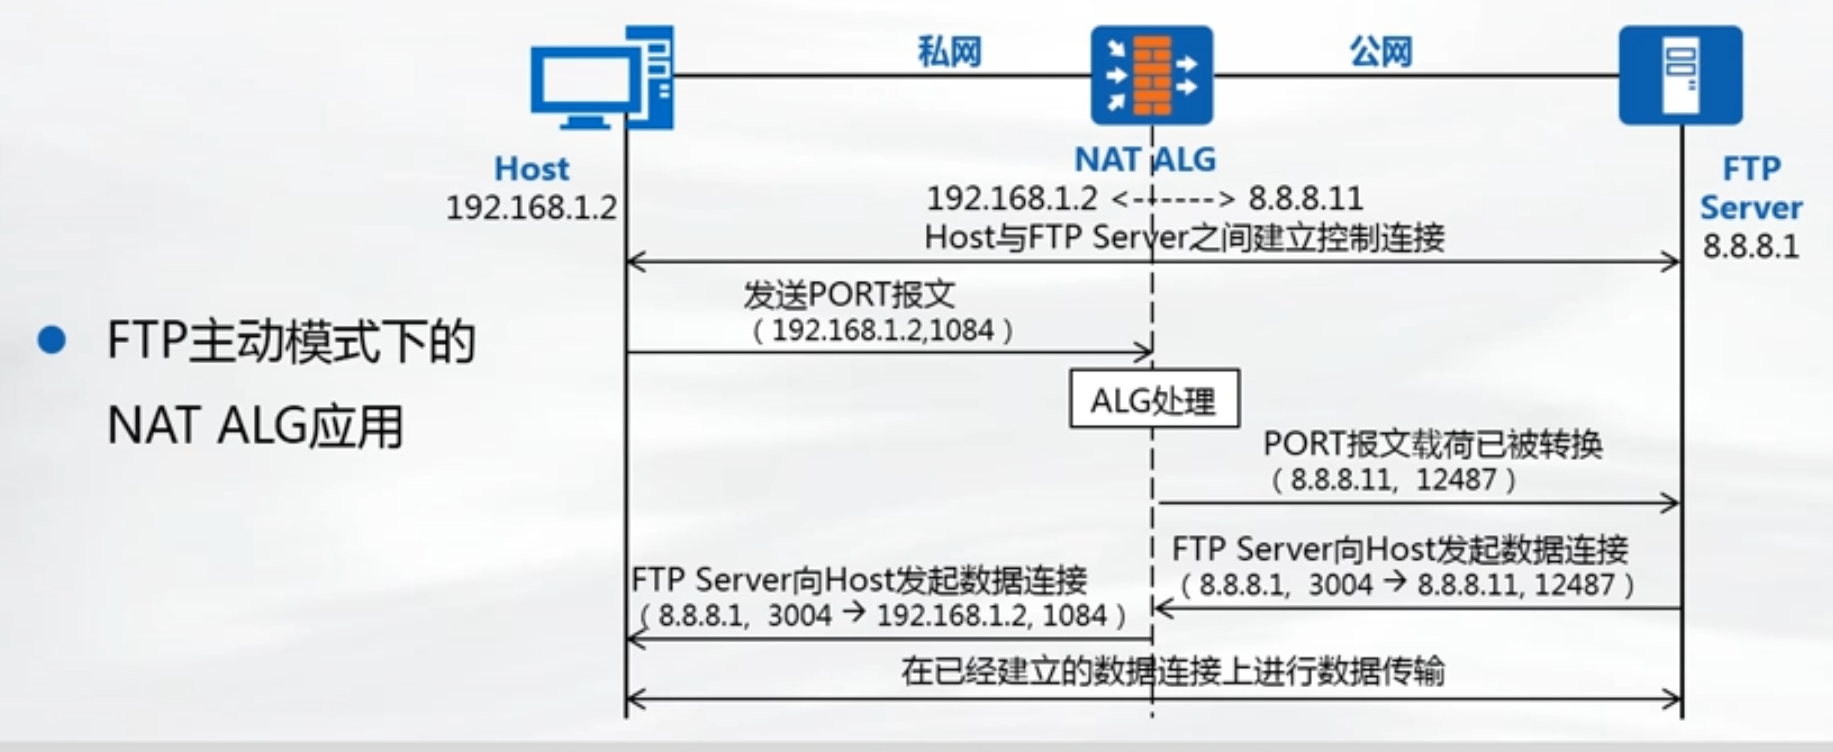 私网
公网
Host
192.168.1.2
NAT ALG
192.168.1.2 <------> 8.8.8.11
FTP
Server
8.8.8.1
Host与FTP Server之间建立控制连接
发送PORT报文
（192.168.1.2,1084）
FTP主动模式下的
NAT ALG应用
ALG处理
PORT报文载荷已被转换
（8.8.8.11, 12487）
FTP Server向Host发起数据连接
（8.8.8.1, 3004 → 8.8.8.11, 12487）
FTP Server向Host发起数据连接
（8.8.8.1, 3004 → 192.168.1.2, 1084）
在已经建立的数据连接上进行数据传输